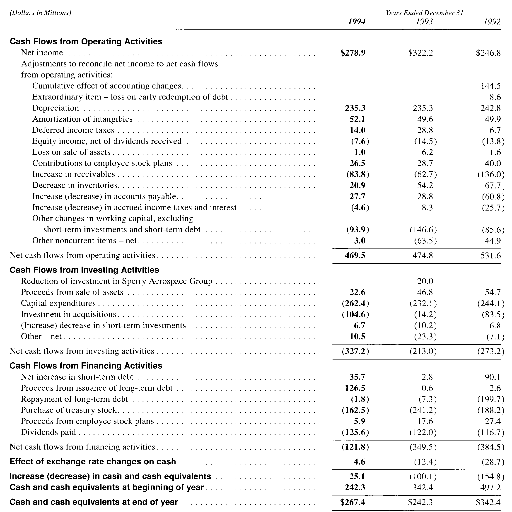 (Dollars in Millions) Years Ended December 31
1994 1993 1992
Cash Flows from Operating Activities
Net income $278.9 $322.2 $246.8
Adjustments to reconcile net income to net cash flows
from operating activities:
Cumulative effect of accounting changes 144.5
Extraordinary item – loss on early redemption of debt 8.6
Depreciation 235.3 235.3 242.8
Amortization of intangibles 52.1 49.6 49.9
Deferred income taxes 14.0 28.8 6.7
Equity income, net of dividends received (7.6) (14.5) (13.8)
Loss on sale of assets 1.0 6.2 1.6
Contributions to employee stock plans 26.5 28.7 40.0
Increase in receivables (83.8) (62.7) (136.0)
Decrease in inventories 20.9 54.2 67.7
Increase (decrease) in accounts payable 27.7 28.8 (60.8)
Increase (decrease) in accrued income taxes and interest (4.6) 8.3 (25.7)
Other changes in working capital, excluding
short-term investments and short-term debt (93.9) (146.6) (85.6)
Other noncurrent items – net 3.0 (63.5) 44.9
Net cash flows from operating activities 469.5 474.8 531.6
Cash Flows from Investing Activities
Reduction of investment in Sperry Aerospace Group 20.0
Proceeds from sale of assets 22.6 46.8 54.7
Capital expenditures (262.4) (232.1) (244.1)
Investment in acquisitions (104.6) (14.2) (83.5)
(Increase) decrease in short-term investments 6.7 (10.2) 6.8
Other – net 10.5 (23.3) (7.1)
Net cash flows from investing activities (327.2) (213.0) (273.2)
Cash Flows from Financing Activities
Net increase in short-term debt 35.7 2.8 90.1
Proceeds from issuance of long-term debt 126.5 0.6 2.6
Repayment of long-term debt (1.8) (7.3) (199.7)
Purchase of treasury stock (162.5) (241.2) (188.2)
Proceeds from employee stock plans 5.9 17.6 27.4
Dividends paid (125.6) (122.0) (116.7)
Net cash flows from financing activities (121.8) (349.5) (384.5)
Effect of exchange rate changes on cash 4.6 (13.4) (28.7)
Increase (decrease) in cash and cash equivalents 25.1 (100.1) (154.8)
Cash and cash equivalents at beginning of year 242.3 342.4 497.2
Cash and cash equivalents at end of year $267.4 $242.3 $342.4